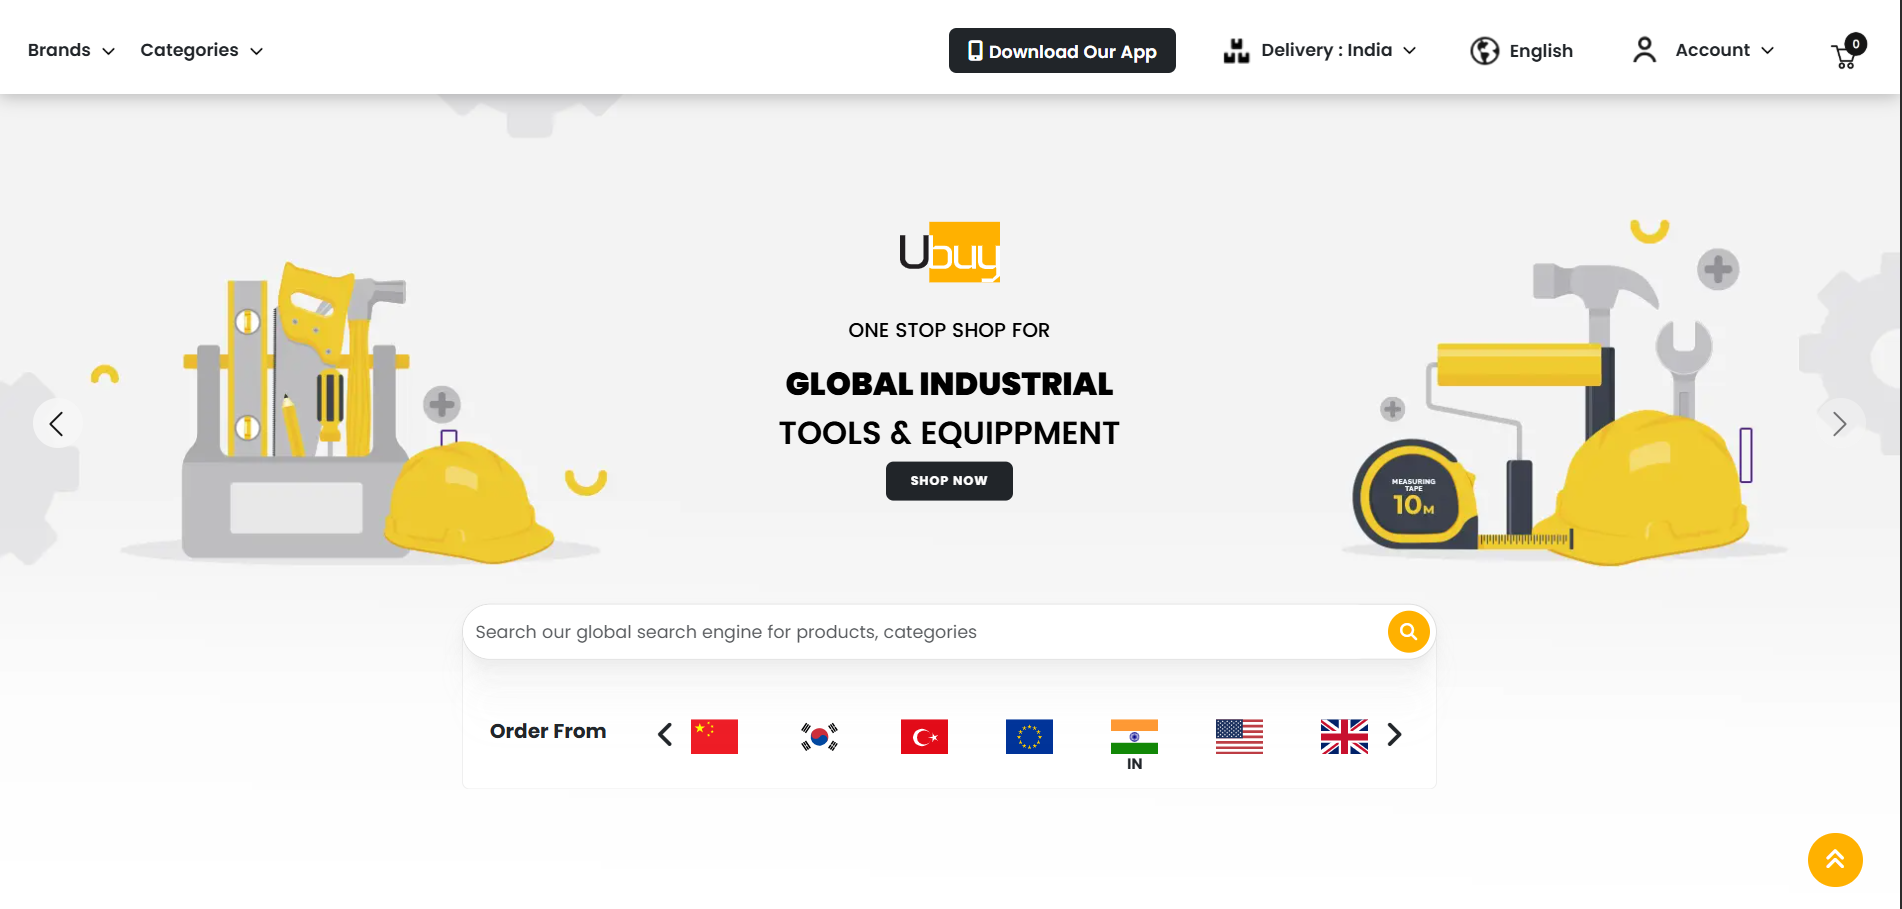 Brands
Categories
Download Our App
Delivery : India
English
Account
0
Ubuy
ONE STOP SHOP FOR
GLOBAL INDUSTRIAL
TOOLS & EQUIPPMENT
SHOP NOW
MEASURING
TAPE
10M
Search our global search engine for products, categories
Order From
IN